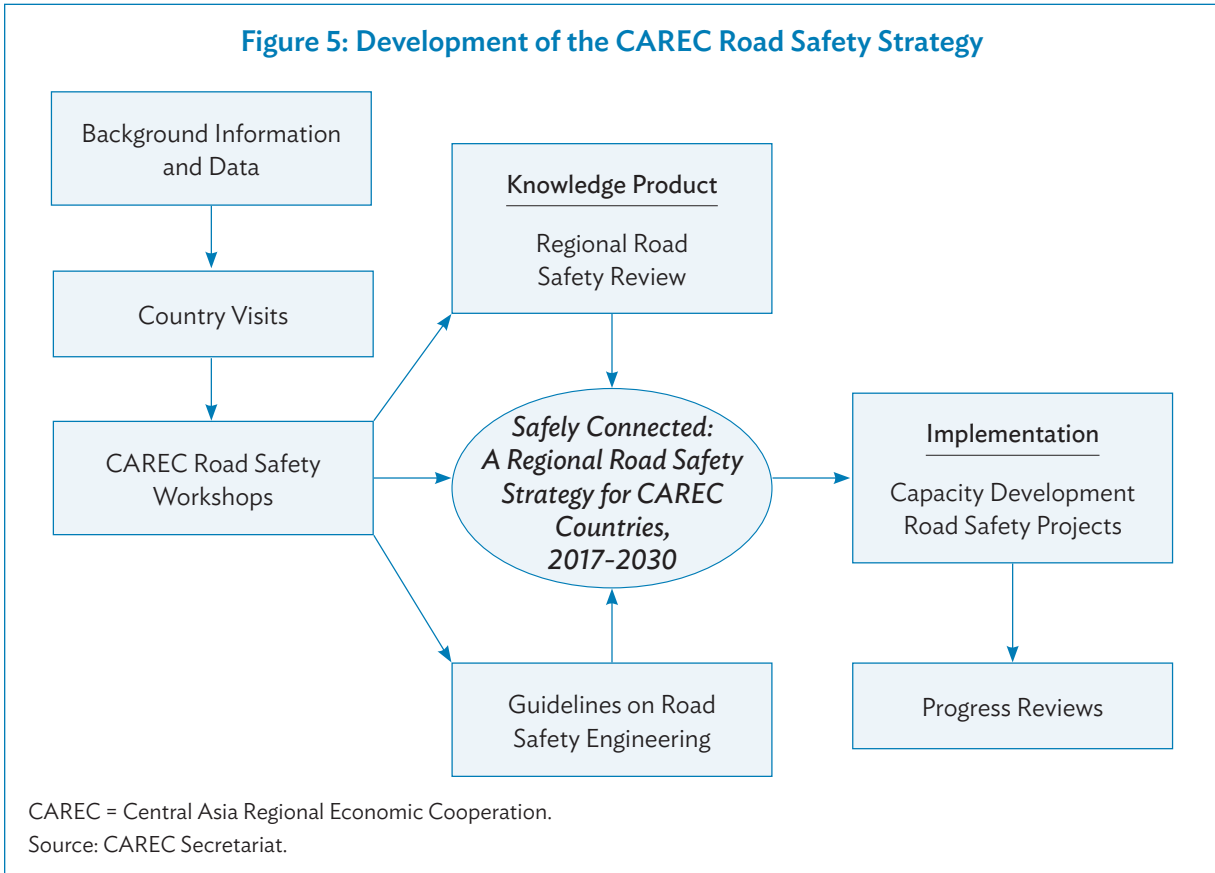 Figure 5: Development of the CAREC Road Safety Strategy
Background Information
and Data
Country Visits
CAREC Road Safety
Workshops
Knowledge Product
Regional Road
Safety Review
Safely Connected:
A Regional Road Safety
Strategy for CAREC
Countries,
2017–2030
Guidelines on Road
Safety Engineering
Implementation
Capacity Development
Road Safety Projects
Progress Reviews
CAREC = Central Asia Regional Economic Cooperation.
Source: CAREC Secretariat.